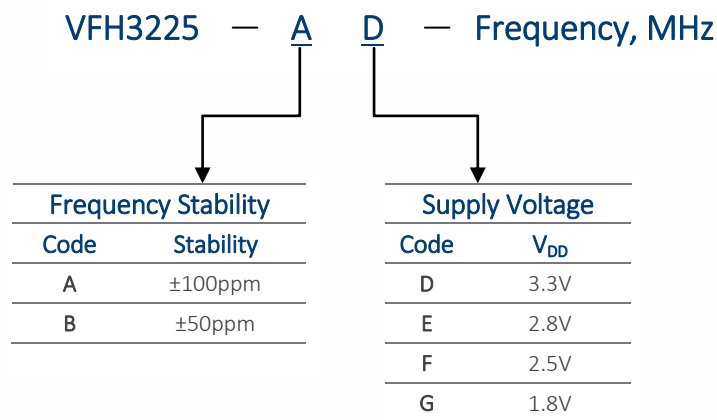 VFH3225 — A D — Frequency, MHz
Frequency Stability
Code Stability
A ±100ppm
B ±50ppm
Supply Voltage
Code VDD
D 3.3V
E 2.8V
F 2.5V
G 1.8V